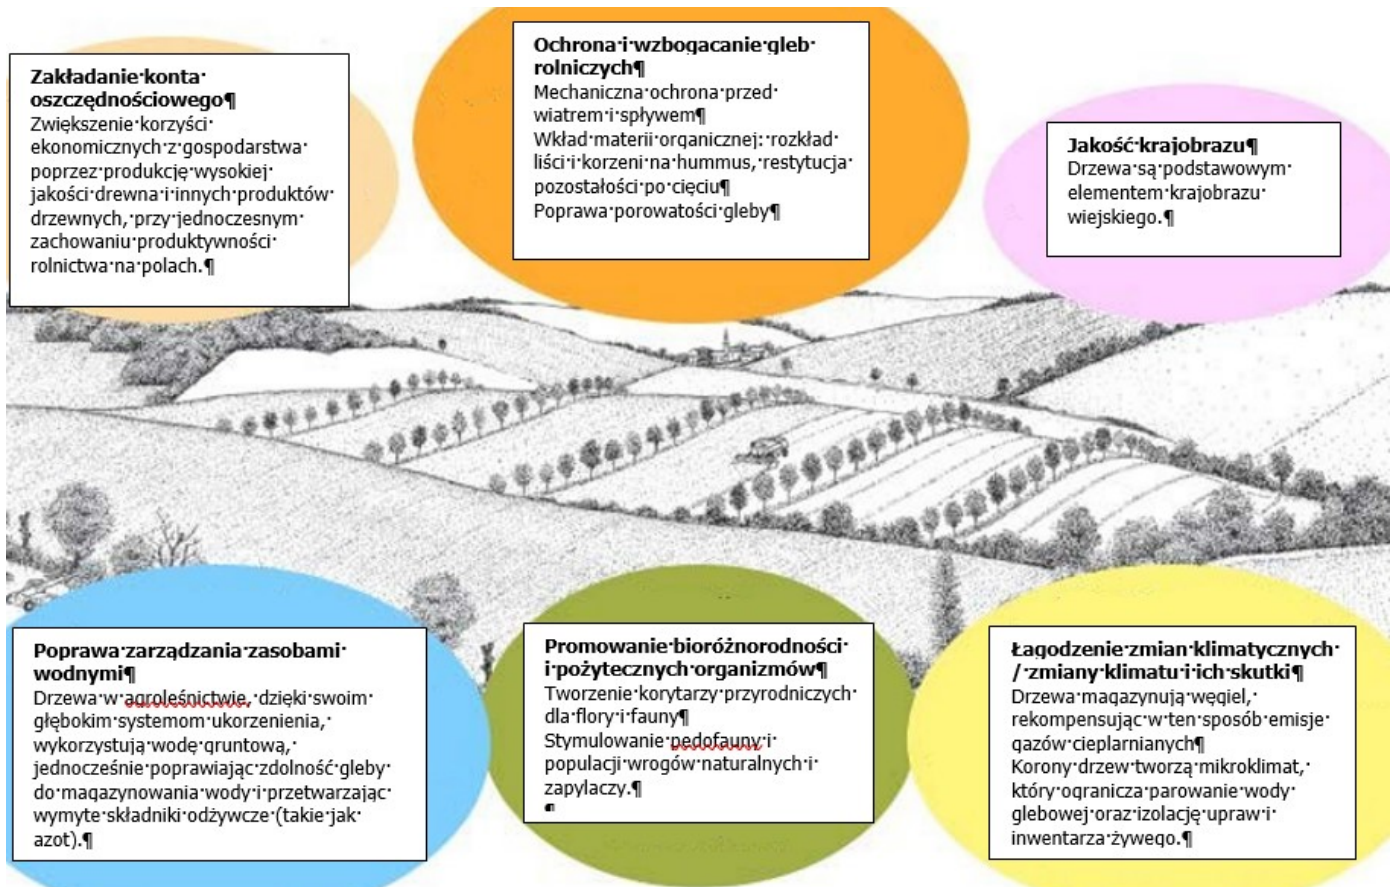 Zakładanie·konta·
oszczędnościowego¶
Zwiększenie·korzyści·
ekonomicznych·z·gospodarstwa·
poprzez·produkcję·wysokiej·
jakości·drewna·i·innych·produktów·
drzewnych,·przy·jednoczesnym·
zachowaniu·produktywności·
rolnictwa·na·polach.¶
Ochrona·i·wzbogacanie·gleb·
rolniczych¶
Mechaniczna·ochrona·przed·
wiatrem·i·spływem¶
Wkład·materii·organicznej:·rozkład·
liści·i·korzeni·na·hummus,·restytucja·
pozostałości·po·cięciu¶
Poprawa·porowatości·gleby¶
Jakość·krajobrazu¶
Drzewa·są·podstawowym·
elementem·krajobrazu·
wiejskiego.¶
Poprawa·zarządzania·zasobami·
wodnymi¶
Drzewa·w·agroleśnictwie,·dzięki·swoim·
głębokim·systemom·ukorzenienia,·
wykorzystują·wodę·gruntową,·
jednocześnie·poprawiając·zdolność·gleby·
do·magazynowania·wody·i·przetwarzając·
wymyte·składniki·odżywcze·(takie·jak·
azot).¶
Promowanie·bioróżnorodności·
i·pożytecznych·organizmów¶
Tworzenie·korytarzy·przyrodniczych·
dla·flory·i·fauny¶
Stymulowanie·pedofauny·i·
populacji·wrogów·naturalnych·i·
zapylaczy.¶
¶
Łagodzenie·zmian·klimatycznych·
/·zmiany·klimatu·i·ich·skutki¶
Drzewa·magazynują·węgiel,·
rekompensując·w·ten·sposób·emisje·
gazów·cieplarnianych¶
Korony·drzew·tworzą·mikroklimat,·
który·ogranicza·parowanie·wody·
glebowej·oraz·izolację·upraw·i·
inwentarza·żywego.¶